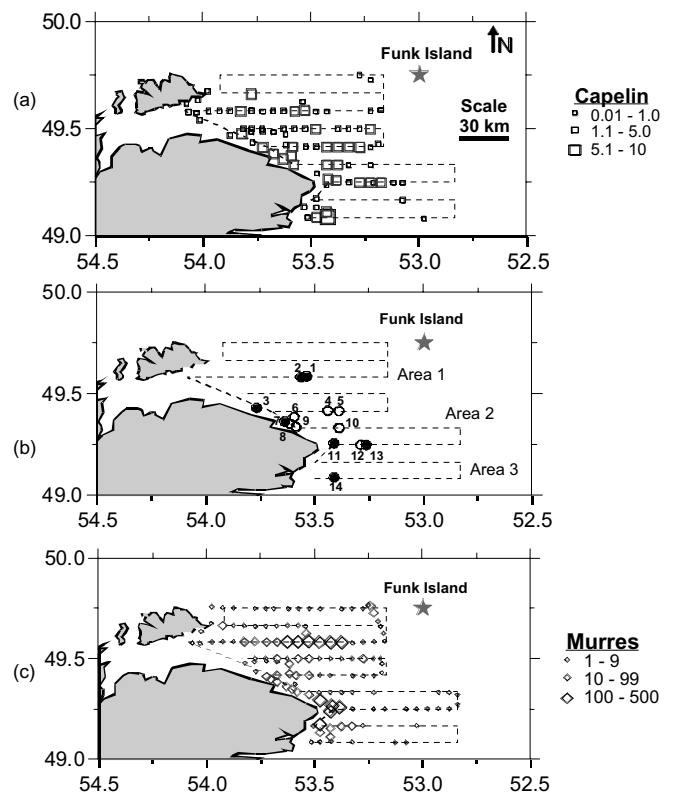 (a)
50.0
49.5
49.0
54.5 54.0 53.5 53.0 52.5
Funk Island
N
Scale
30 km
Capelin
0.01 - 1.0
1.1 - 5.0
5.1 - 10
(b)
50.0
49.5
49.0
54.5 54.0 53.5 53.0 52.5
Funk Island
2 1
Area 1
3
6
4 5
Area 2
7
9
10
8
11
12 13
Area 3
14
(c)
50.0
49.5
49.0
54.5 54.0 53.5 53.0 52.5
Funk Island
Murres
1 - 9
10 - 99
100 - 500